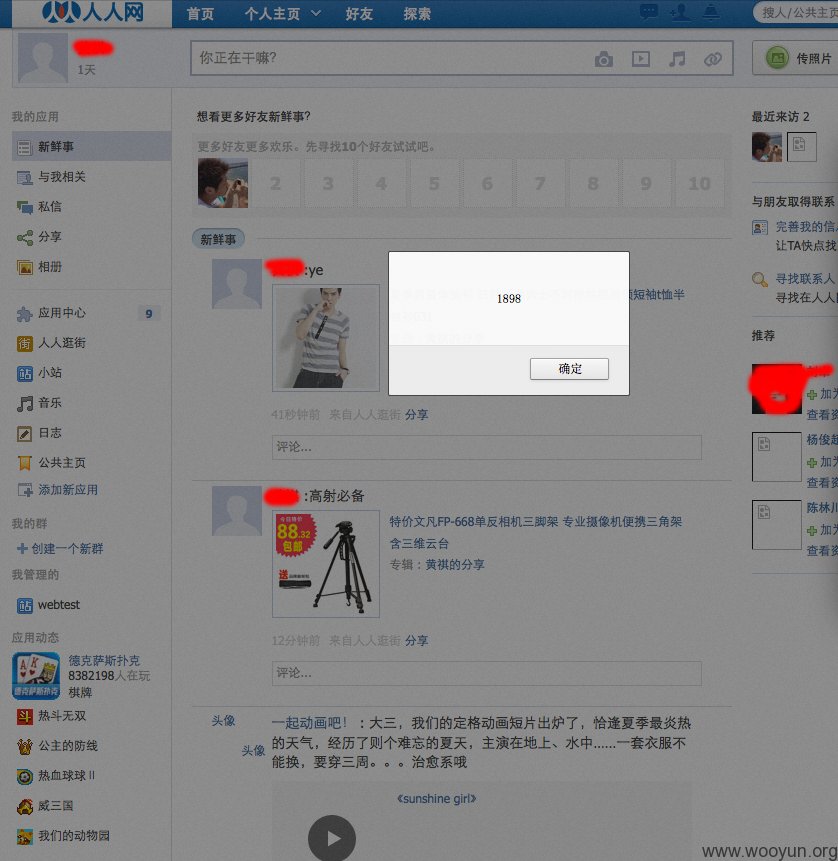 人人网
首页 个人主页 好友 探索
搜人/公共主页
1天
你正在干嘛?
传照片
我的应用
新鲜事
与我相关
私信
分享
相册
应用中心 9
人人逛街
小站
音乐
日志
公共主页
添加新应用
我的群
创建一个新群
我管理的
webtest
应用动态
德克萨斯扑克
8382198人在玩
棋牌
德克萨斯扑克
热斗无双
公主的防线
热血球球Ⅱ
威三国
我们的动物园
想看更多好友新鲜事?
更多好友更多欢乐。先寻找10个好友试试吧。
2 3 4 5 6 7 8 9 10
新鲜事
:ye
短袖t恤半
1898
确定
41秒钟前 来自人人逛街 分享
评论...
:高射必备
今日特价
88.32
包邮
送
特价文凡FP-668单反相机三脚架 专业摄像机便携三角架
含三维云台
专辑：黄祺的分享
12分钟前 来自人人逛街 分享
评论...
头像
头像
一起动画吧! ：大三，我们的定格动画短片出炉了，恰逢夏季最炎热
的天气，经历了则个难忘的夏天，主演在地上、水中......一套衣服不
能换，要穿三周。。。治愈系哦
《sunshine girl》
最近来访 2
与朋友取得联系
完善我的信
让TA快点找
寻找联系人
寻找在人人
推荐
加为
查看资
杨俊超
加为
查看资
陈林川
加为
查看资
www.wooyun.org